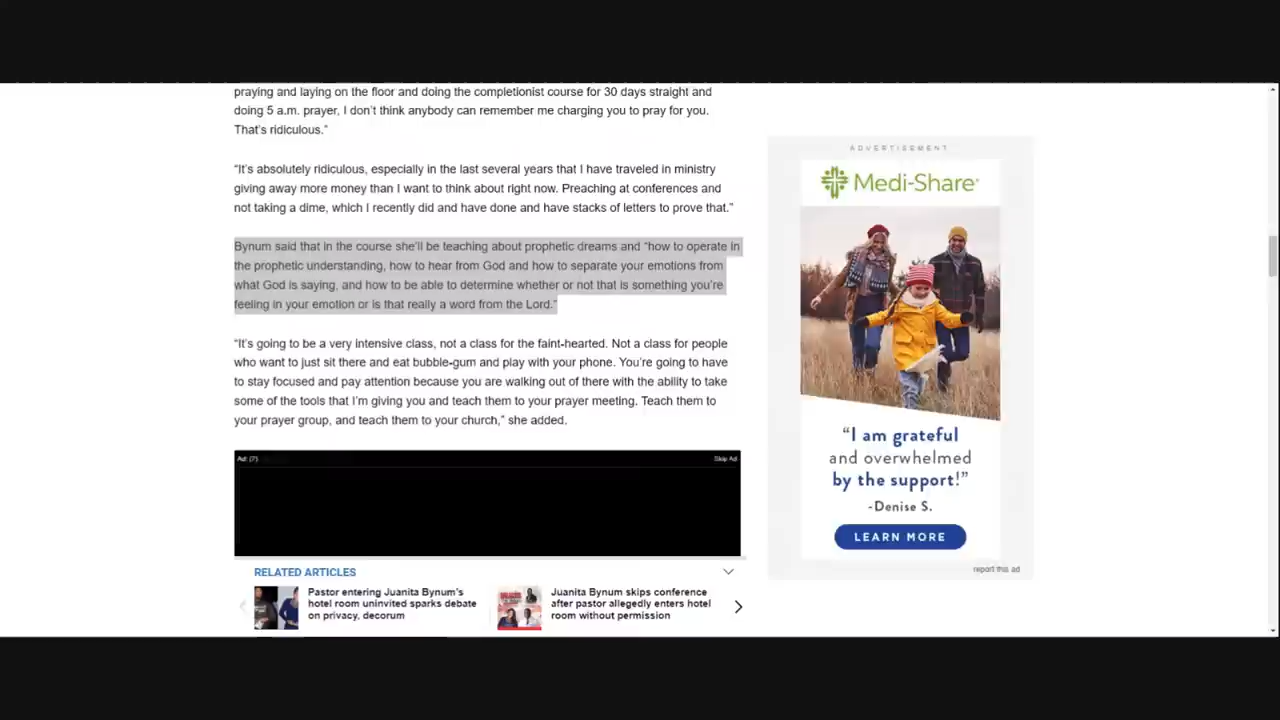 praying and laying on the floor and doing the completionist course for 30 days straight and
doing 5 a.m. prayer, I don't think anybody can remember me charging you to pray for you.
That's ridiculous.”
“It's absolutely ridiculous, especially in the last several years that I have traveled in ministry
giving away more money than I want to think about right now. Preaching at conferences and
not taking a dime, which I recently did and have done and have stacks of letters to prove that.”
Bynum said that in the course she'll be teaching about prophetic dreams and “how to operate in
the prophetic understanding, how to hear from God and how to separate your emotions from
what God is saying, and how to be able to determine whether or not that is something you're
feeling in your emotion or is that really a word from the Lord.”
“It's going to be a very intensive class, not a class for the faint-hearted. Not a class for people
who want to just sit there and eat bubble-gum and play with your phone. You're going to have
to stay focused and pay attention because you are walking out of there with the ability to take
some of the tools that I'm giving you and teach them to your prayer meeting. Teach them to
your prayer group, and teach them to your church,” she added.
Ad: (7)
Skip Ad
RELATED ARTICLES
Pastor entering Juanita Bynum's
hotel room uninvited sparks debate
on privacy, decorum
Juanita Bynum skips conference
after pastor allegedly enters hotel
room without permission
ADVERTISEMENT
Medi-Share
“I am grateful
and overwhelmed
by the support!”
-Denise S.
LEARN MORE
report this ad